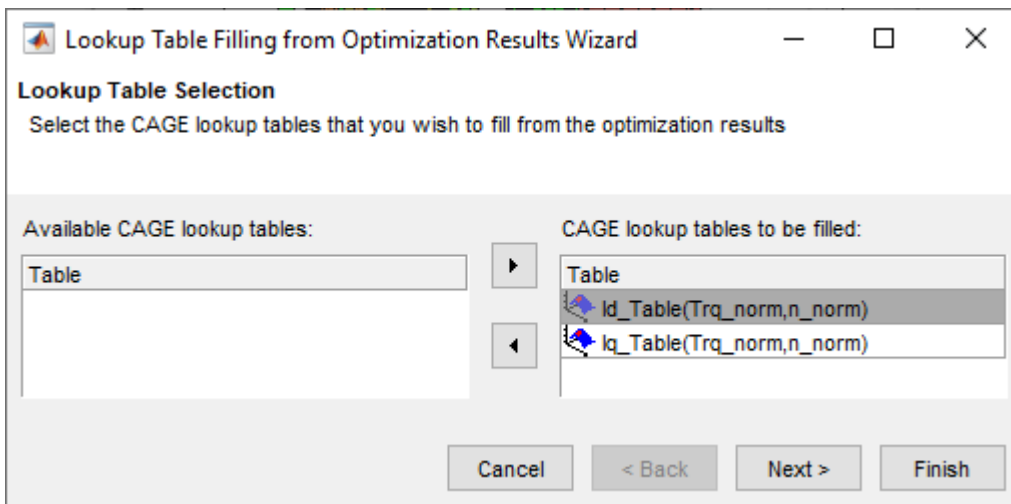 Lookup Table Filling from Optimization Results Wizard
Lookup Table Selection
Select the CAGE lookup tables that you wish to fill from the optimization results
Available CAGE lookup tables:
Table
CAGE lookup tables to be filled:
Table
Id_Table(Trq_norm,n_norm)
Iq_Table(Trq_norm,n_norm)
Cancel
< Back
Next >
Finish